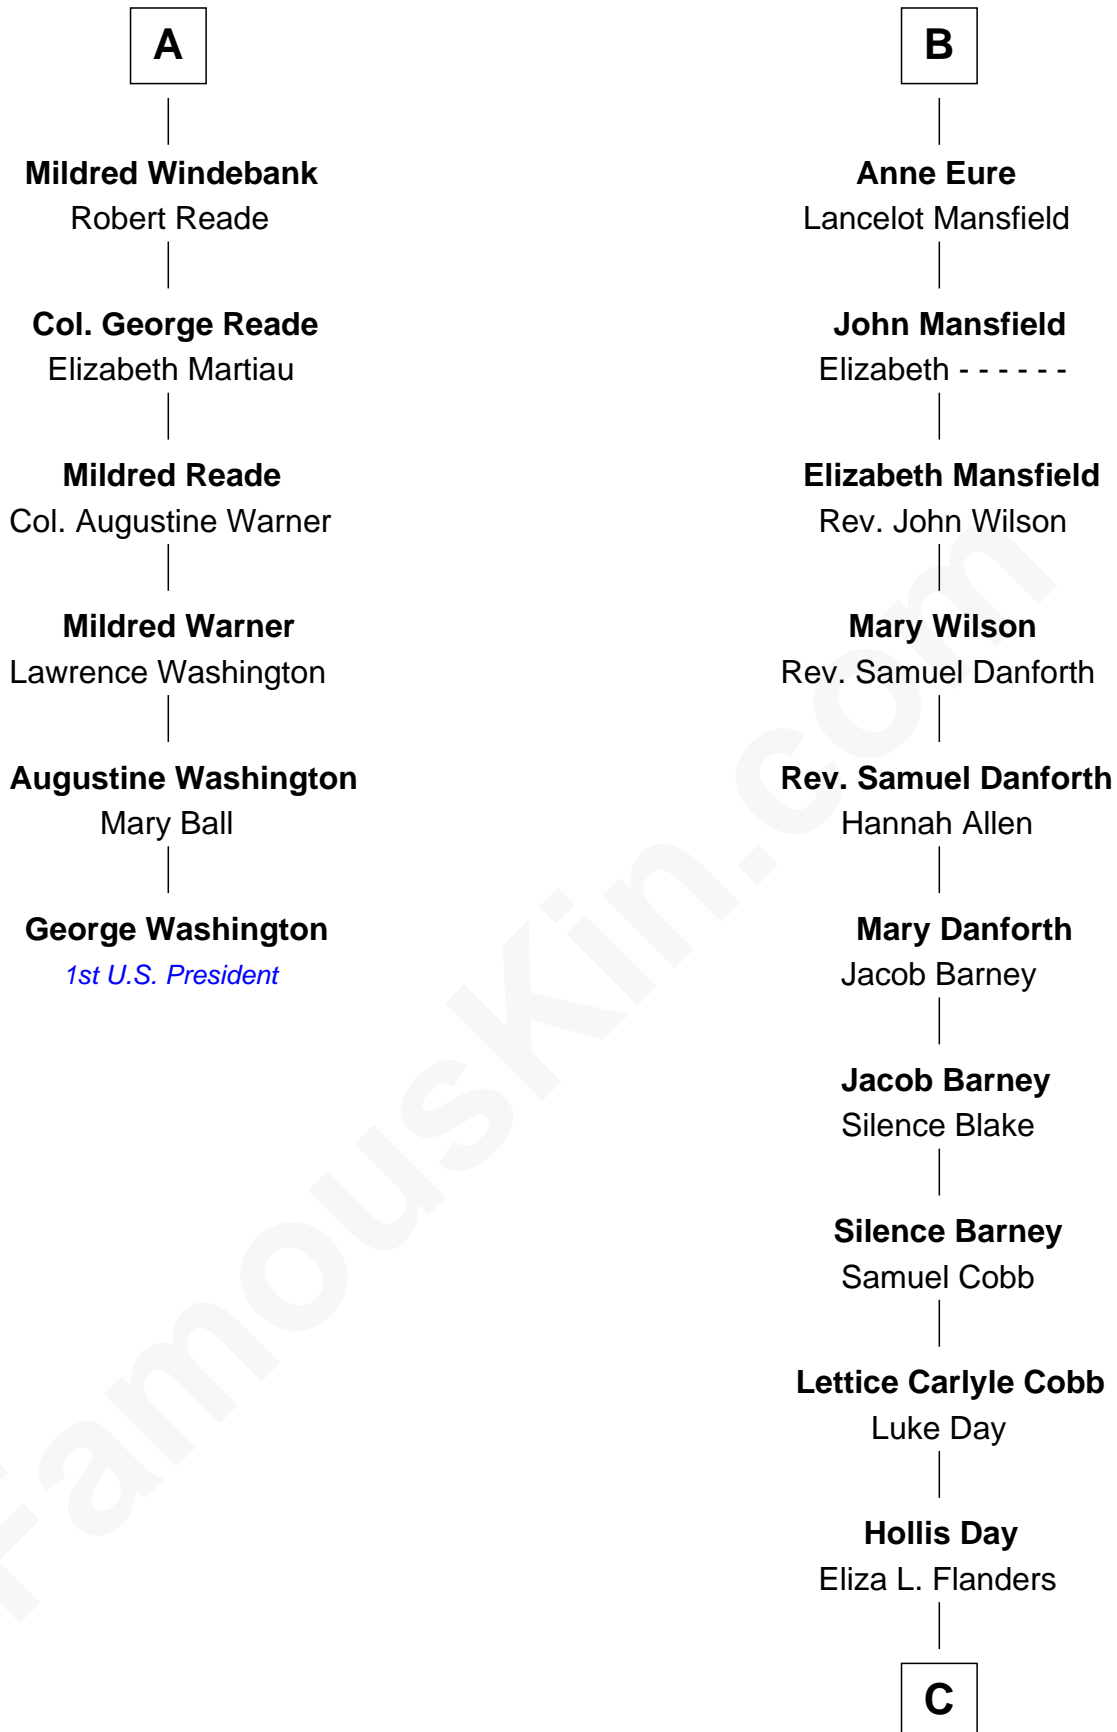 A
Mildred Windebank
Robert Reade
Col. George Reade
Elizabeth Martiau
Mildred Reade
Col. Augustine Warner
Mildred Warner
Lawrence Washington
Augustine Washington
Mary Ball
George Washington
1st U.S. President
B
Anne Eure
Lancelot Mansfield
John Mansfield
Elizabeth - - - - - -
Elizabeth Mansfield
Rev. John Wilson
Mary Wilson
Rev. Samuel Danforth
Rev. Samuel Danforth
Hannah Allen
Mary Danforth
Jacob Barney
Jacob Barney
Silence Blake
Silence Barney
Samuel Cobb
Lettice Carlyle Cobb
Luke Day
Hollis Day
Eliza L. Flanders
C
FamousKin.com